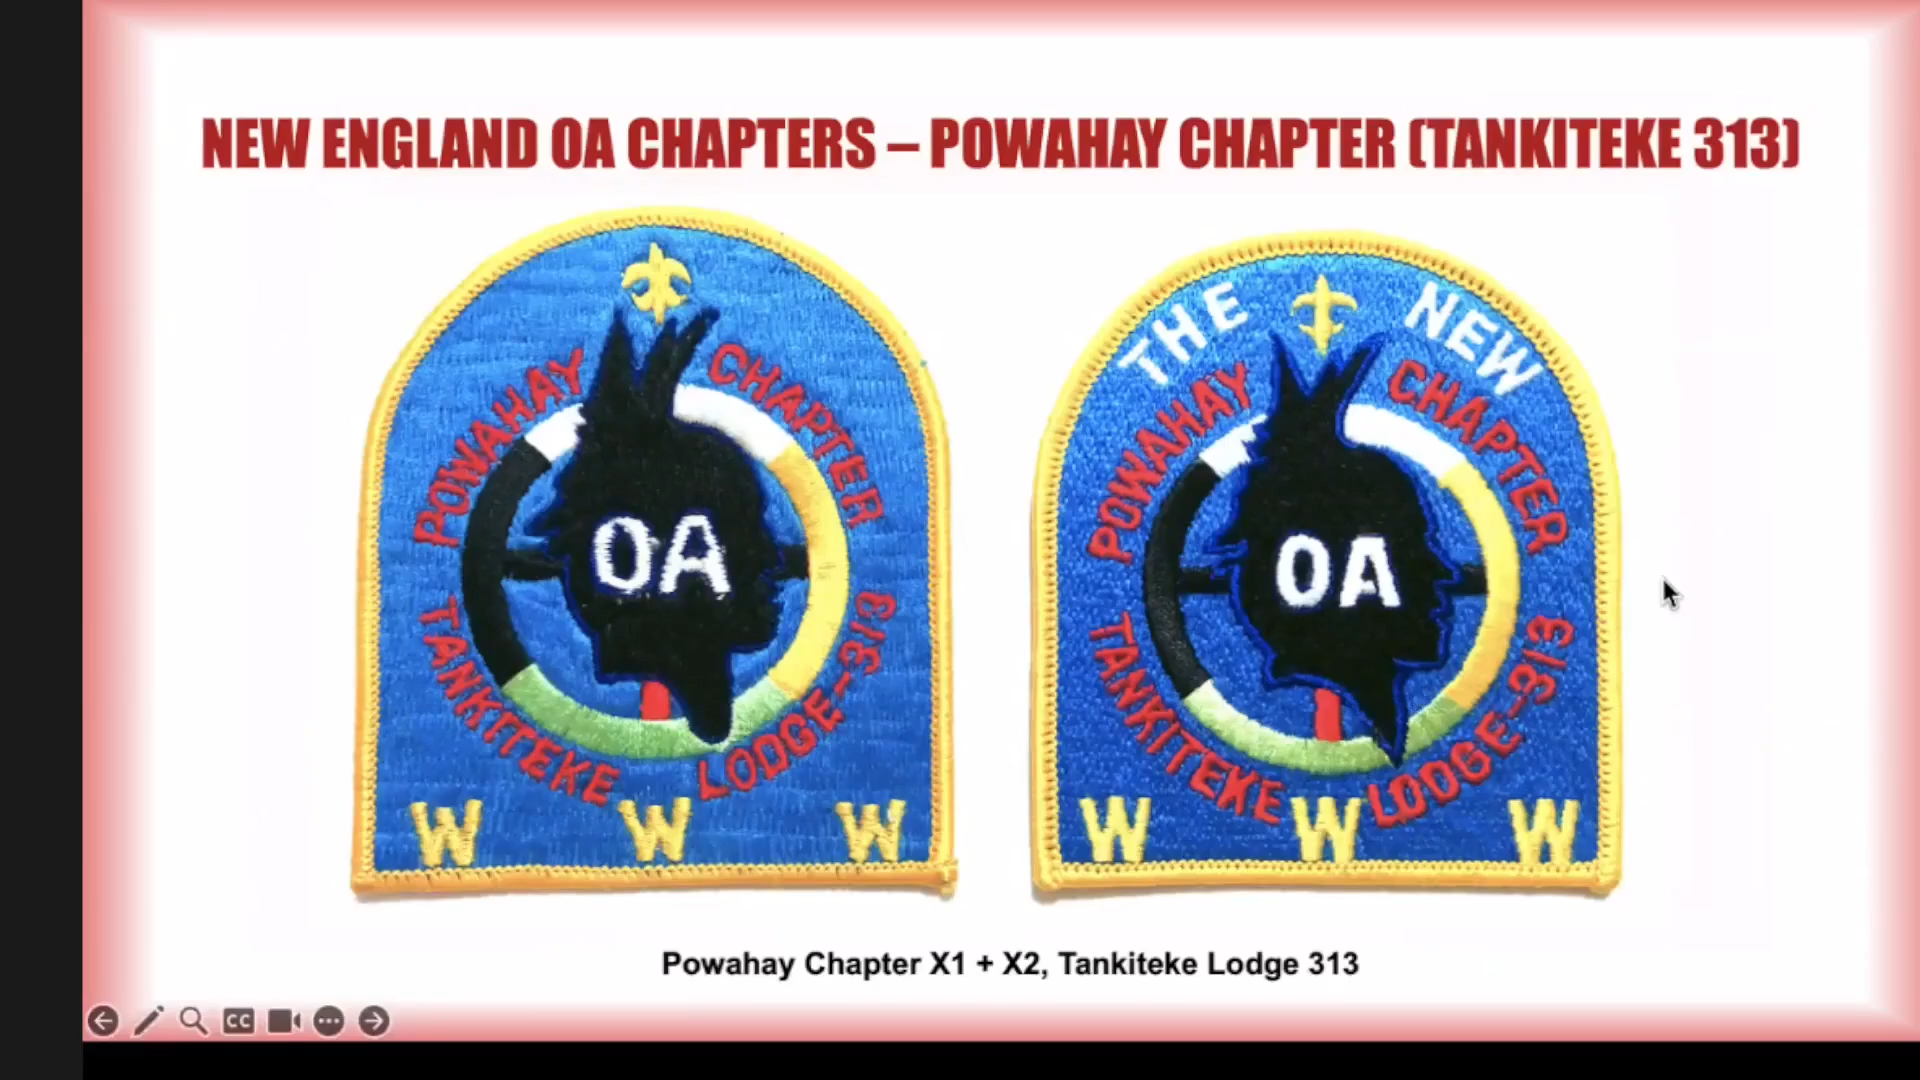 NEW ENGLAND OA CHAPTERS – POWAHAY CHAPTER (TANKITEKE 313)
POWAHAY CHAPTER
OA
TANKITEKE LODGE-313
W W W
THE NEW
POWAHAY CHAPTER
OA
TANKITEKE LODGE-313
W W W
Powahay Chapter X1 + X2, Tankiteke Lodge 313
CC